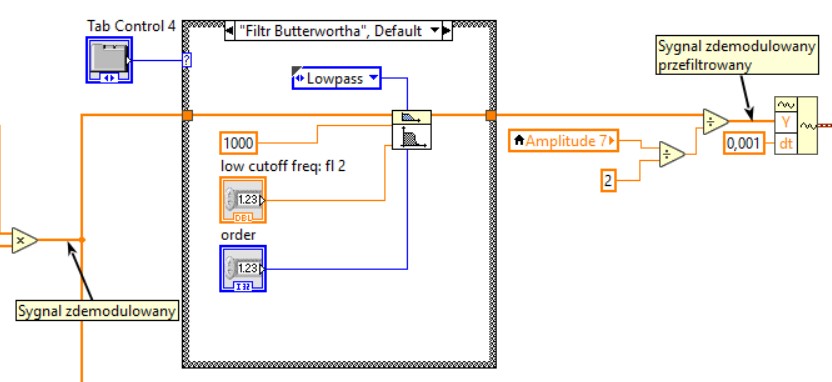 Tab Control 4
"Filtr Butterwortha", Default
?
Lowpass
1000
low cutoff freq: fl 2
1.23
DBL
order
1.23
I32
×
Sygnal zdemodulowany
Sygnal zdemodulowany
przefiltrowany
Amplitude 7
÷
2
÷
Y
0,001
dt